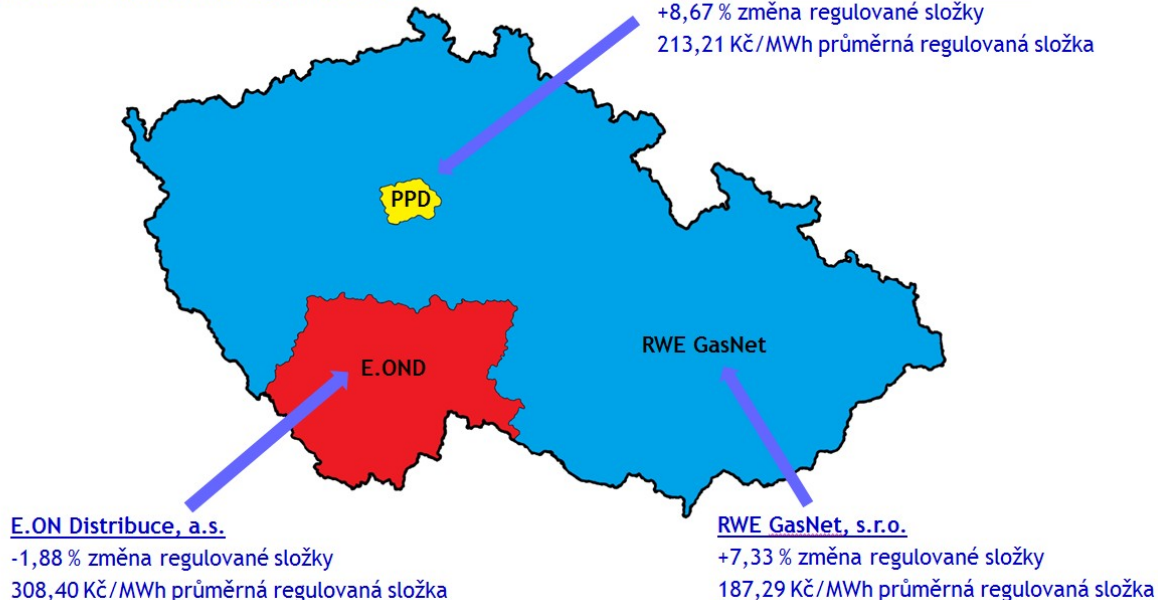 +8,67 % změna regulované složky
213,21 Kč/MWh průměrná regulovaná složka
PPD
RWE GasNet
E.OND
E.ON Distribuce, a.s.
-1,88 % změna regulované složky
308,40 Kč/MWh průměrná regulovaná složka
RWE GasNet, s.r.o.
+7,33 % změna regulované složky
187,29 Kč/MWh průměrná regulovaná složka